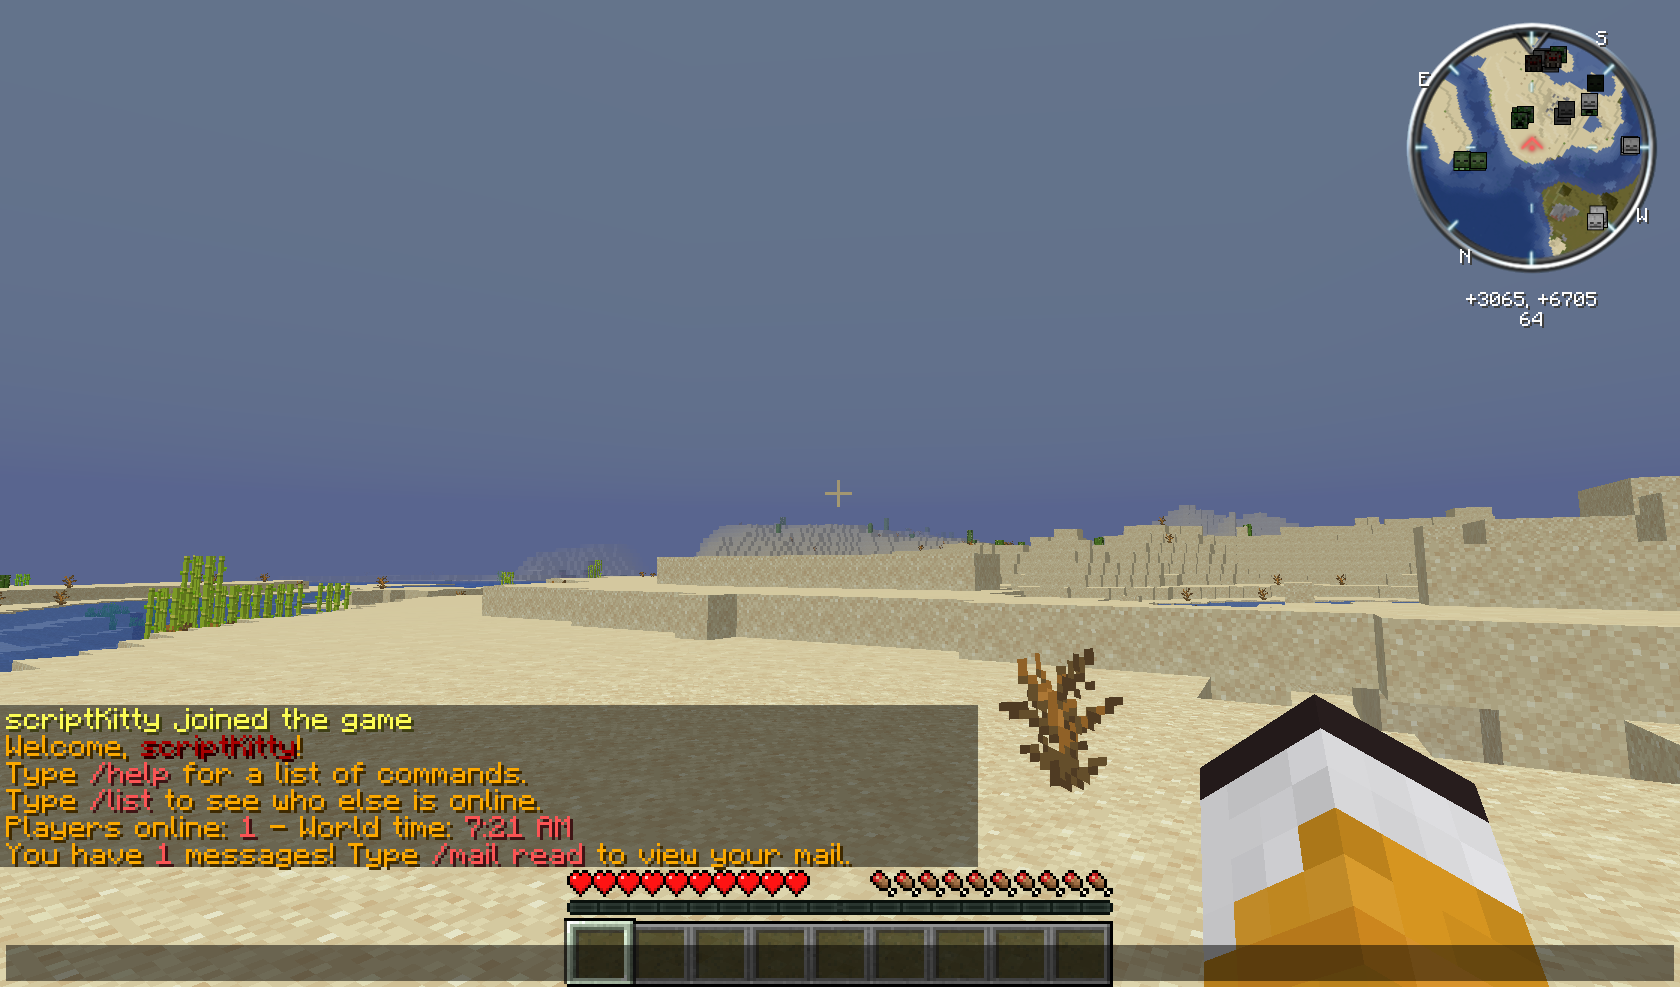 S
E
W
N
+3065, +6705
64
scriptKitty joined the game
Welcome, scriptKitty!
Type /help for a list of commands.
Type /list to see who else is online.
Players online: 1 - World time: 7:21 AM
You have 1 messages! Type /mail read to view your mail.